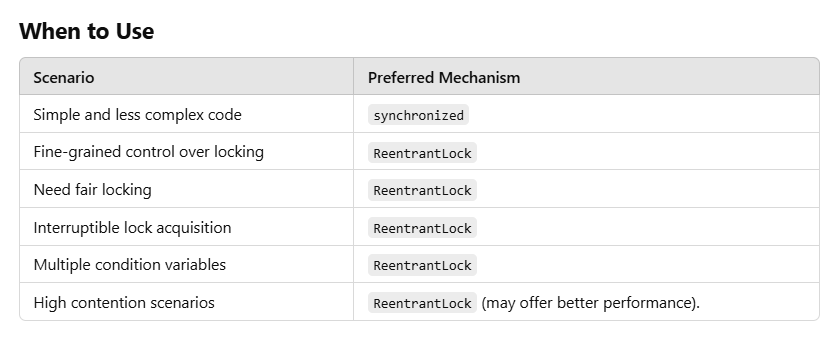 When to Use
Scenario Preferred Mechanism
Simple and less complex code synchronized
Fine-grained control over locking ReentrantLock
Need fair locking ReentrantLock
Interruptible lock acquisition ReentrantLock
Multiple condition variables ReentrantLock
High contention scenarios ReentrantLock (may offer better performance).